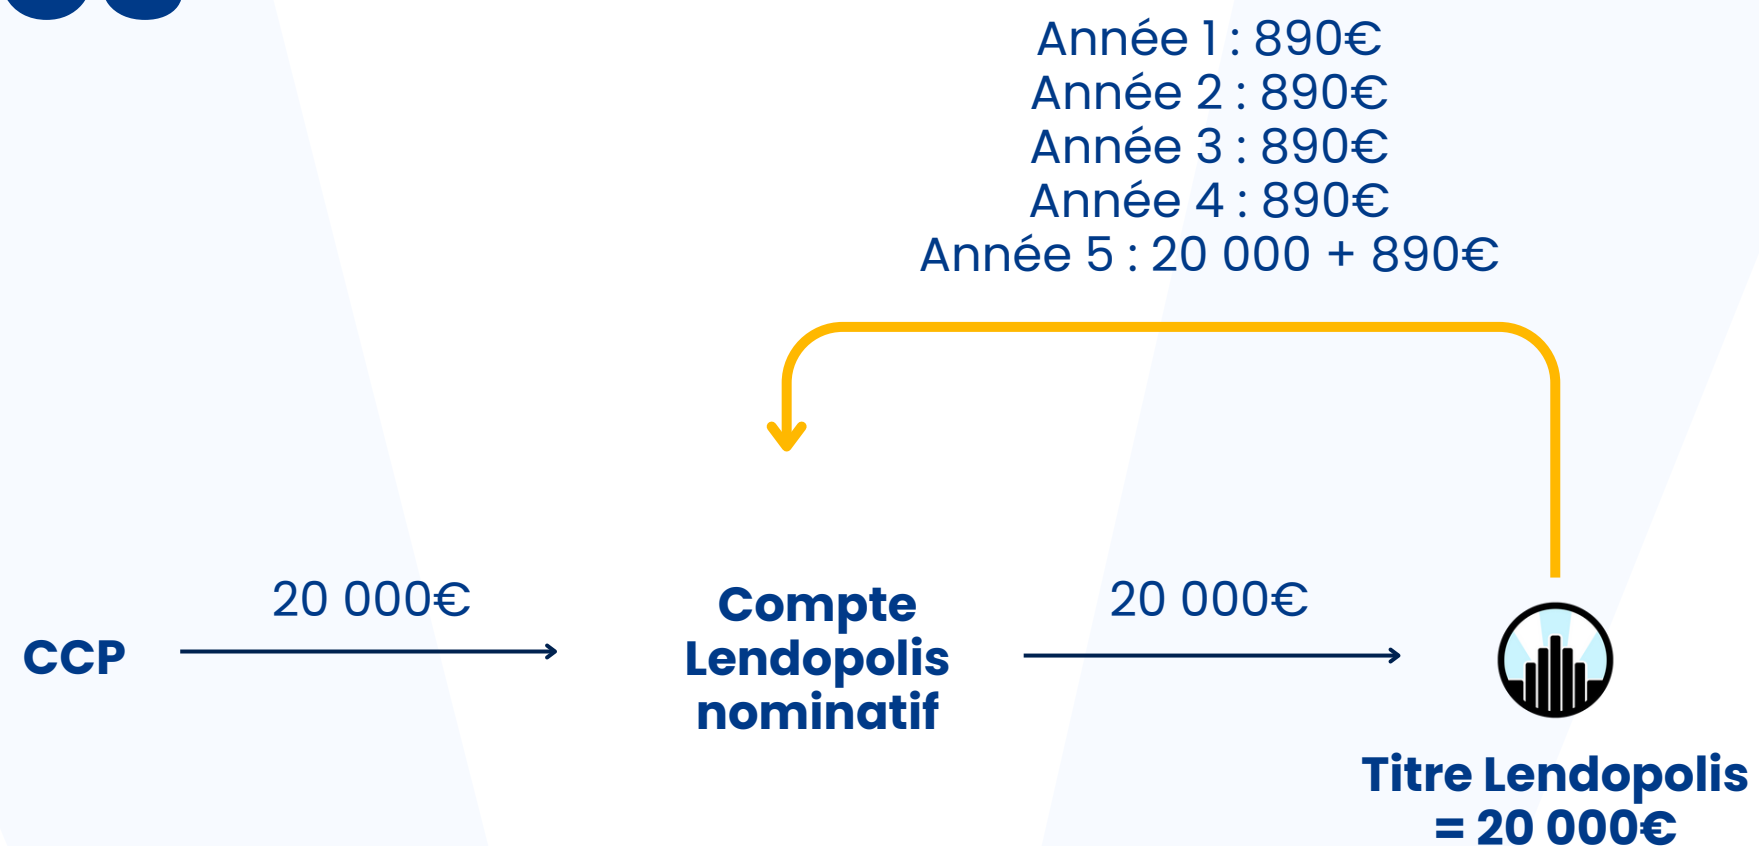 Année 1 : 890€
Année 2 : 890€
Année 3 : 890€
Année 4 : 890€
Année 5 : 20 000 + 890€
CCP
20 000€
Compte
Lendopolis
nominatif
20 000€
Titre Lendopolis
= 20 000€